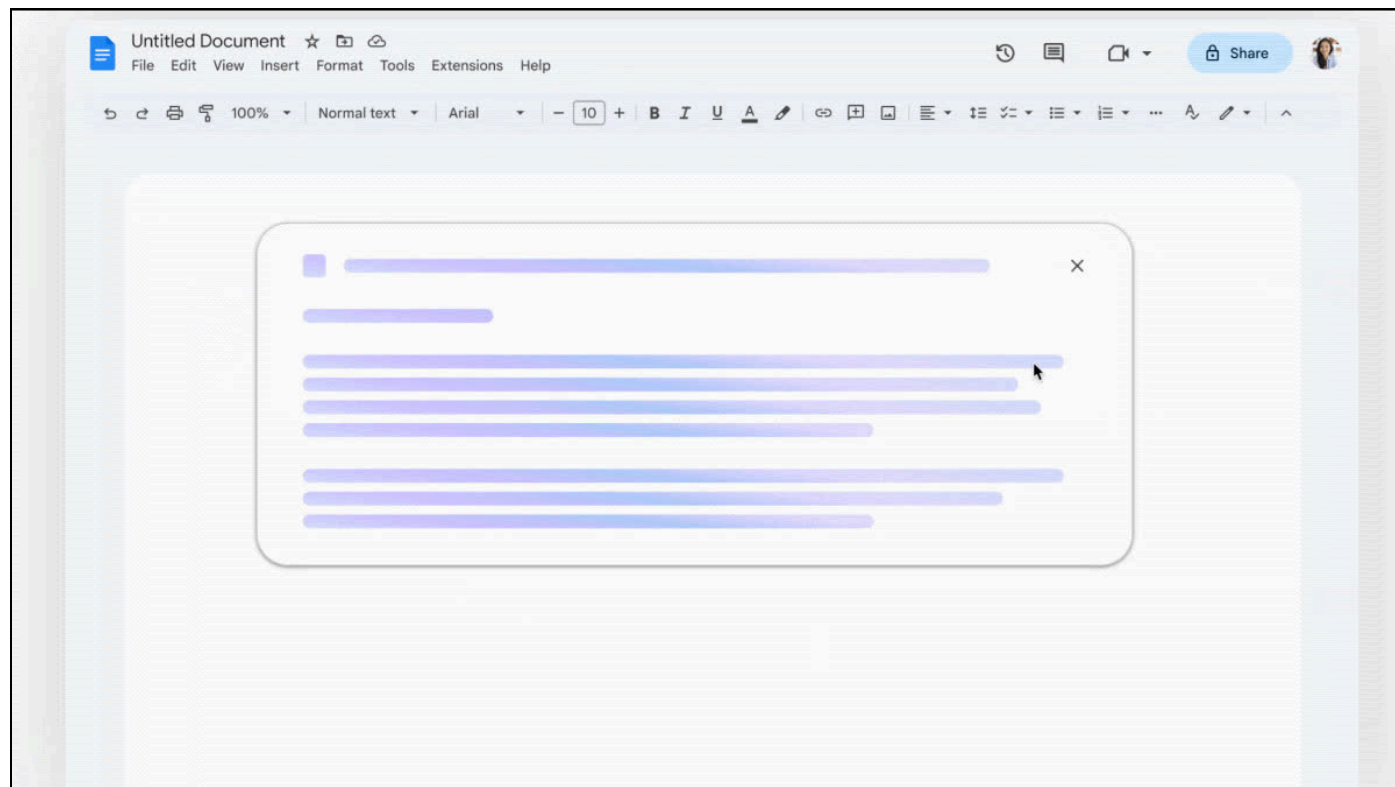 Untitled Document
Share
File Edit View Insert Format Tools Extensions Help
100% Normal text Arial − 10 + B I U A